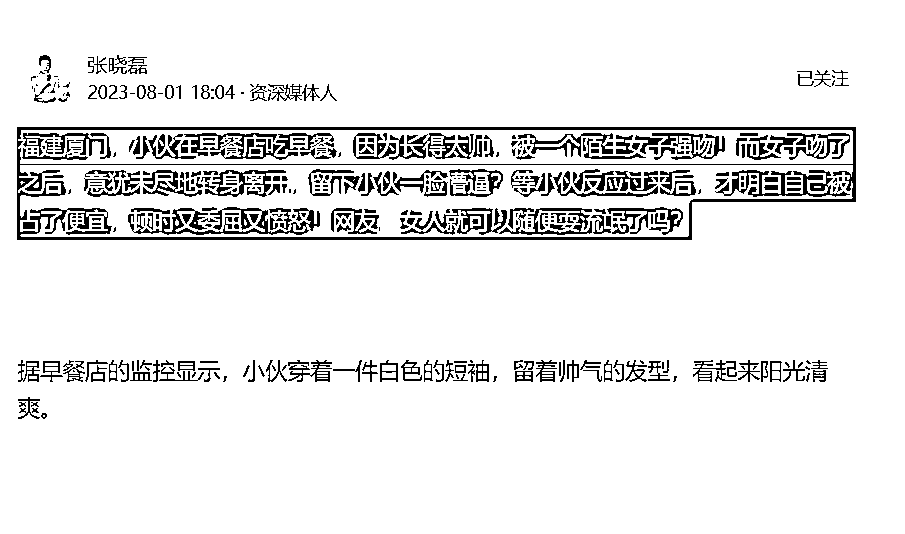 张晓磊
2023-08-01 18:04 · 资深媒体人
已关注
福建厦门，小伙在早餐店吃早餐，因为长得太帅，被一个陌生女子强吻！而女子吻了
之后，意犹未尽地转身离开，留下小伙一脸懵逼？等小伙反应过来后，才明白自己被
占了便宜，顿时又委屈又愤怒！网友 女人就可以随便耍流氓了吗？
据早餐店的监控显示，小伙穿着一件白色的短袖，留着帅气的发型，看起来阳光清
爽。